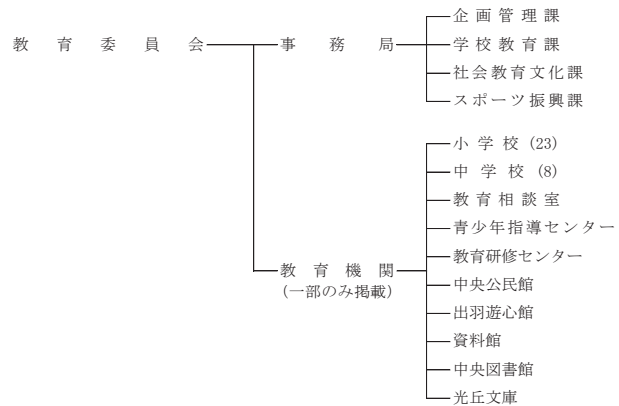 企画管理課
教育委員会 事務局 学校教育課
社会教育文化課
スポーツ振興課
小学校 (23)
中学校 (8)
教育相談室
青少年指導センター
教育研修センター
教育機関
(一部のみ掲載)
中央公民館
出羽遊心館
資料館
中央図書館
光丘文庫